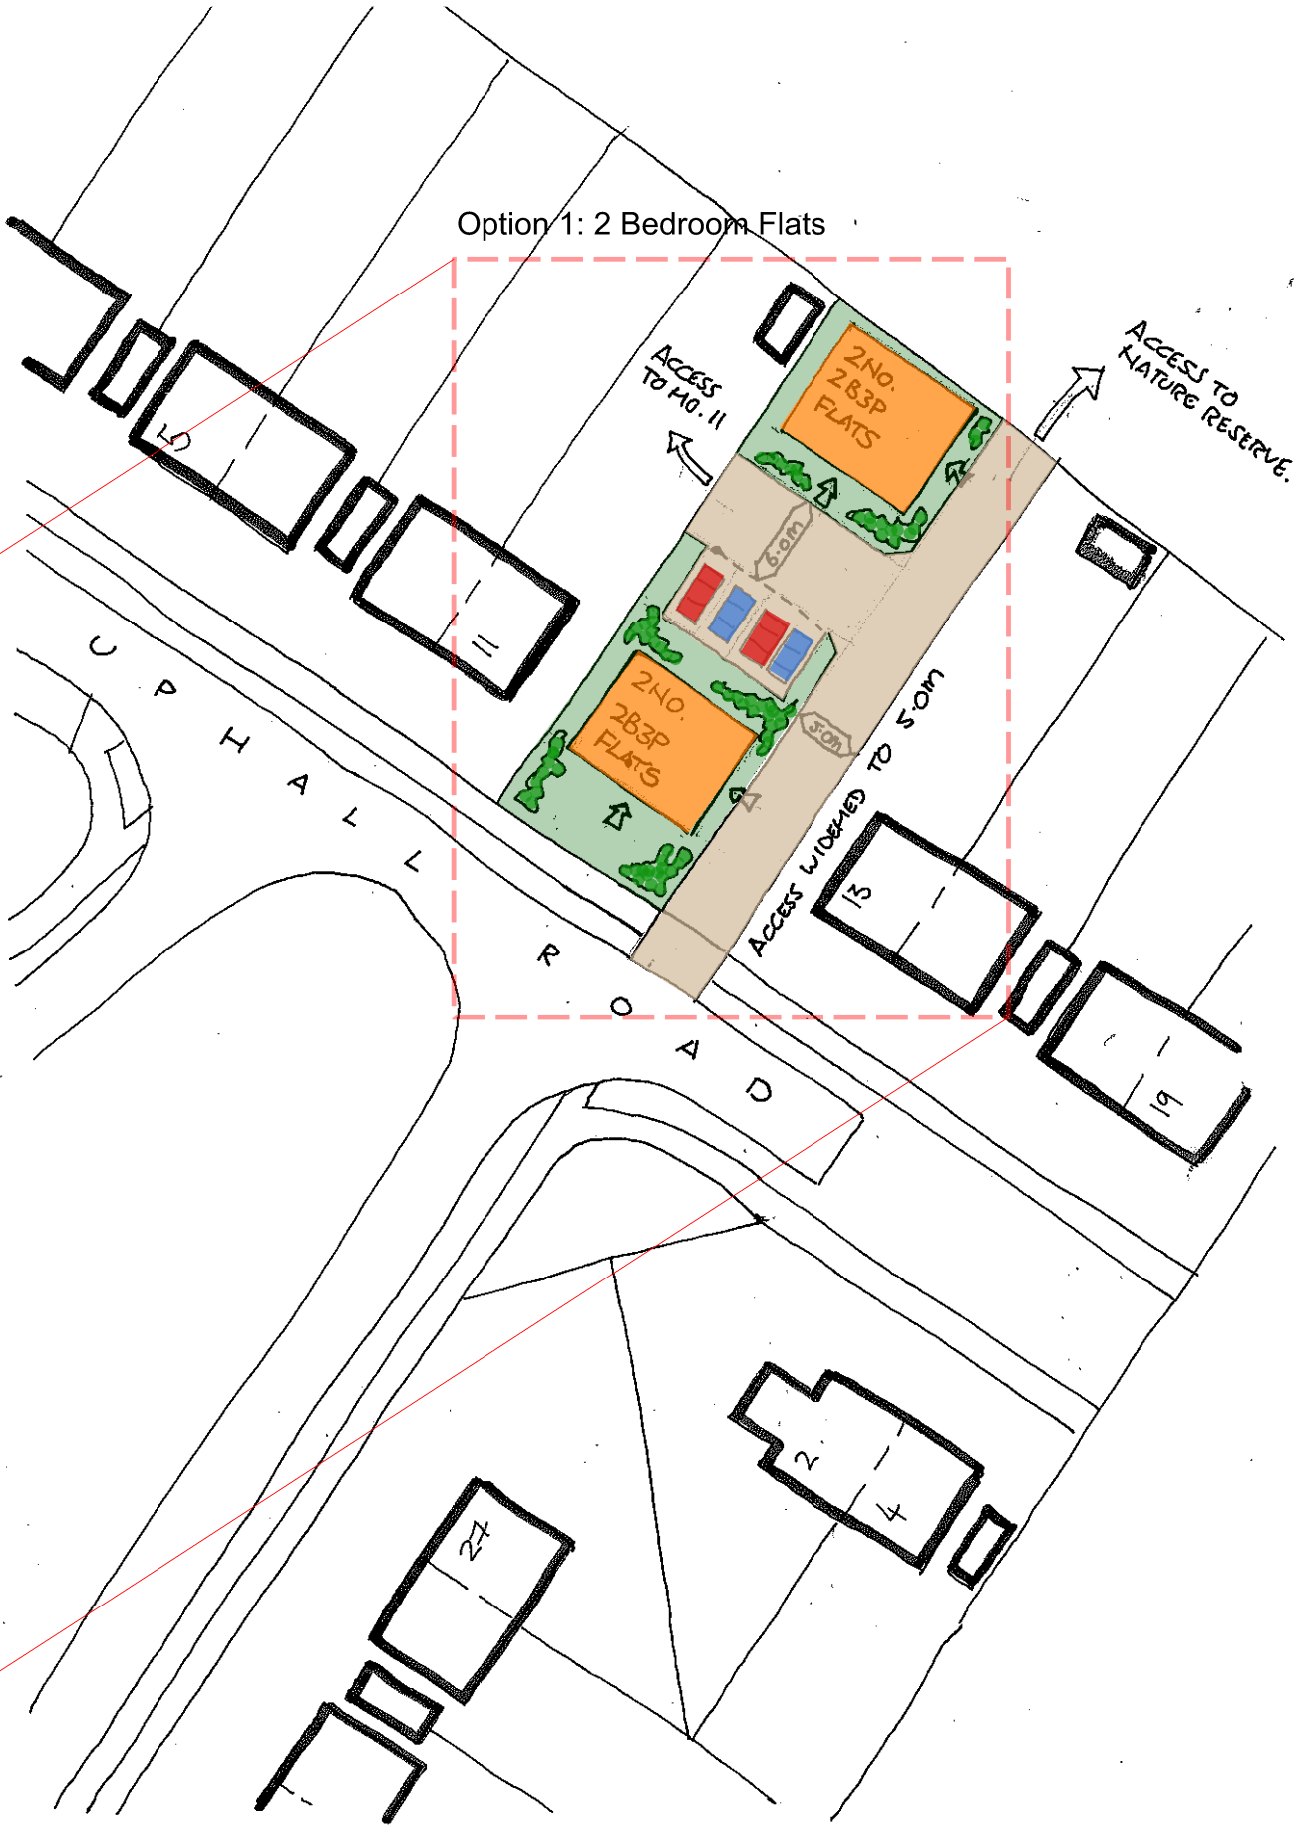 Option 1: 2 Bedroom Flats
ACCESS TO
NATURE RESERVE.
ACCESS
TO NO. 11
2NO.
2B3P
FLATS
6.0m
5
11
2NO.
2B3P
FLATS
5.0m
ACCESS WIDENED TO 5.0M
UPHALL ROAD
13
19
2
4
27